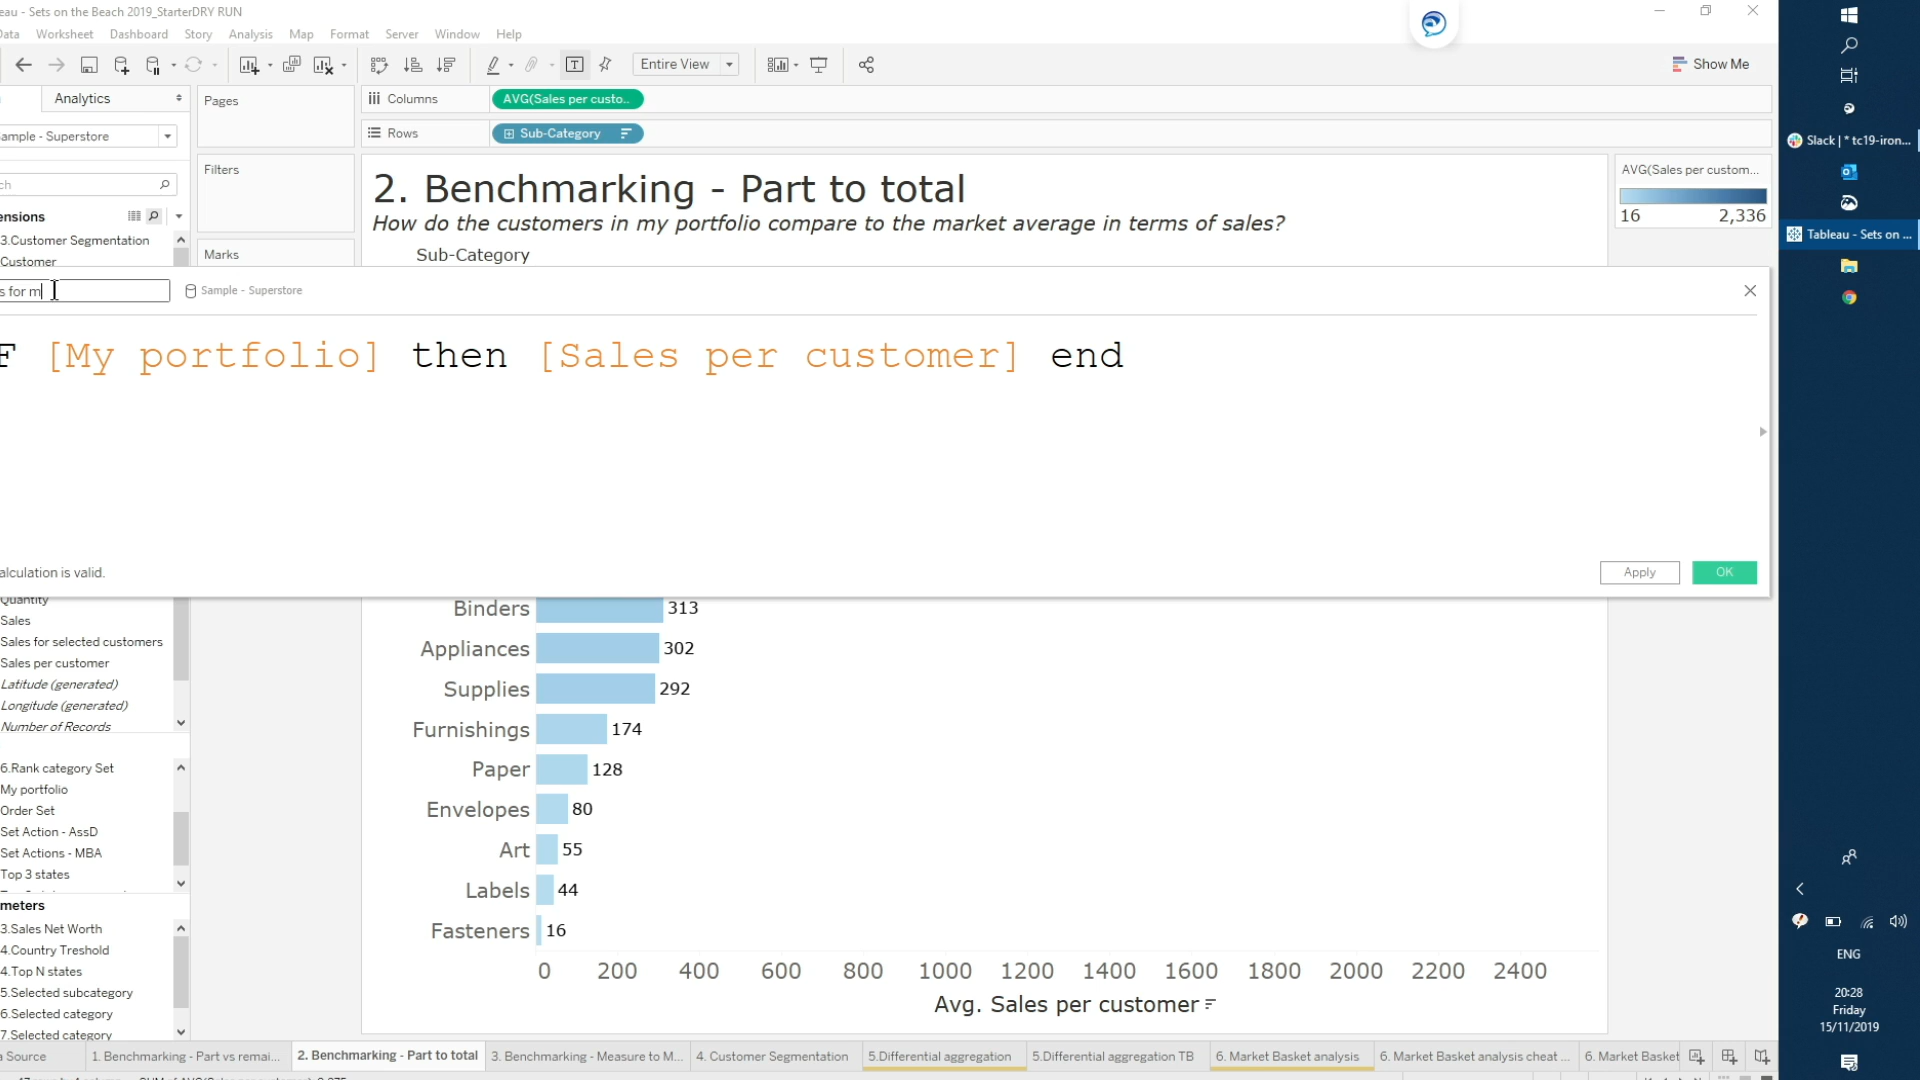 eau - Sets on the Beach 2019_StarterDRY RUN
Data Worksheet Dashboard Story Analysis Map Format Server Window Help
Entire View
Show Me
Analytics
Pages
Columns
AVG(Sales per custo..
Sample - Superstore
Rows
Sub-Category
Filters
2. Benchmarking - Part to total
AVG(Sales per custom...
16 2,336
How do the customers in my portfolio compare to the market average in terms of sales?
ensions
3.Customer Segmentation
Customer
Marks
Sub-Category
s for m
Sample - Superstore
F [My portfolio] then [Sales per customer] end
alculation is valid.
Apply
OK
Quantity
Sales
Sales for selected customers
Sales per customer
Latitude (generated)
Longitude (generated)
Number of Records
6.Rank category Set
My portfolio
Order Set
Set Action - AssD
Set Actions - MBA
Top 3 states
meters
3.Sales Net Worth
4.Country Treshold
4.Top N states
5.Selected subcategory
6.Selected category
7.Selected category
Binders 313
Appliances 302
Supplies 292
Furnishings 174
Paper 128
Envelopes 80
Art 55
Labels 44
Fasteners 16
0 200 400 600 800 1000 1200 1400 1600 1800 2000 2200 2400
Avg. Sales per customer
a Source
1. Benchmarking - Part vs remai...
2. Benchmarking - Part to total
3. Benchmarking - Measure to M...
4. Customer Segmentation
5.Differential aggregation
5.Differential aggregation TB
6. Market Basket analysis
6. Market Basket analysis cheat ...
6. Market Basket
Slack | * tc19-iron...
Tableau - Sets on ...
ENG
20:28
Friday
15/11/2019